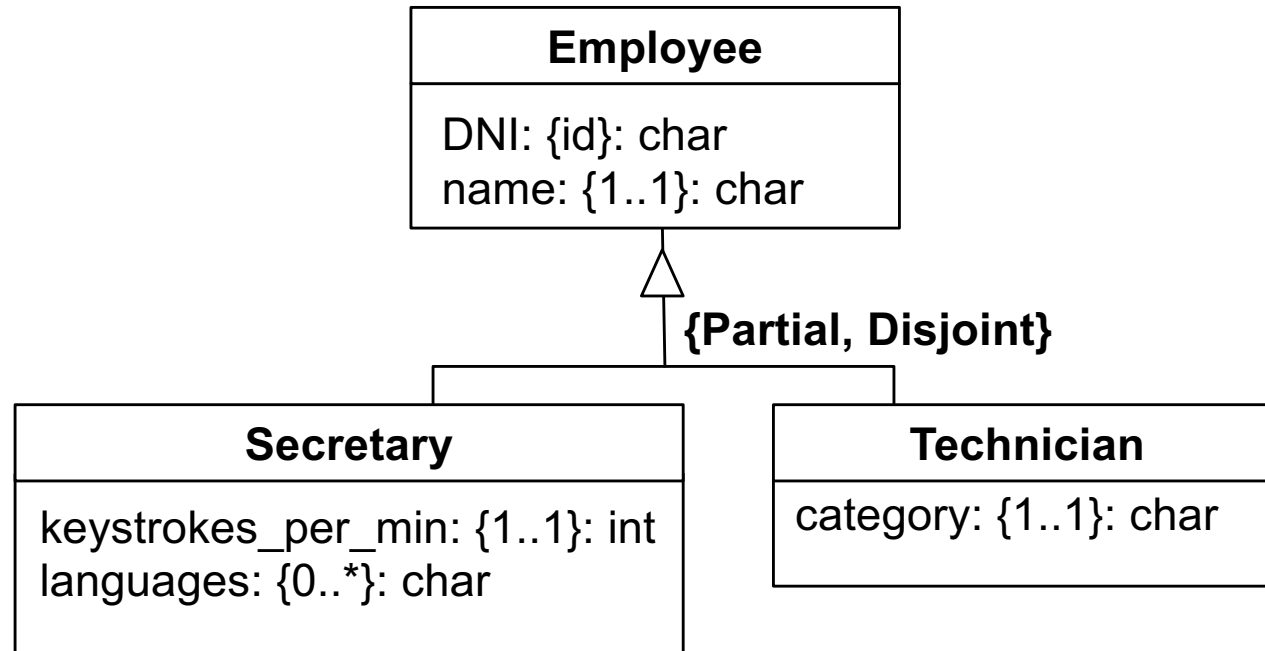 Employee
DNI: {id}: char
name: {1..1}: char
{Partial, Disjoint}
Secretary
keystrokes_per_min: {1..1}: int
languages: {0..*}: char
Technician
category: {1..1}: char